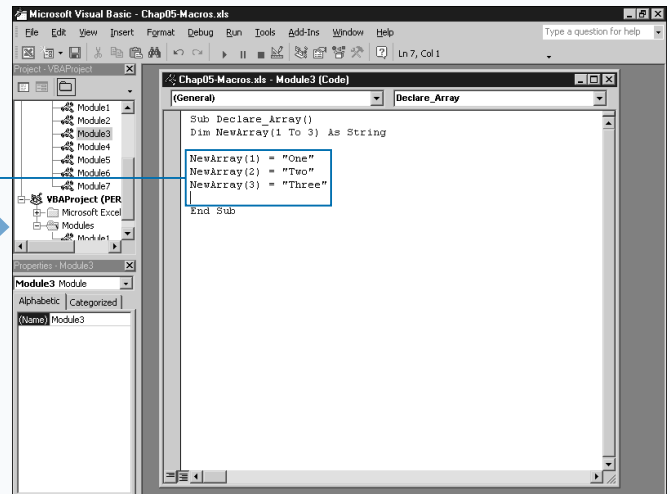 Microsoft Visual Basic - Chap05-Macros.xls
File Edit View Insert Format Debug Run Tools Add-Ins Window Help
Type a question for help
Ln 7, Col 1
Project - VBAProject
Module1
Module2
Module3
Module4
Module5
Module6
Module7
VBAProject (PER
Microsoft Excel
Modules
Module1
Properties - Module3
Module3 Module
Alphabetic Categorized
(Name) Module3
Chap05-Macros.xls - Module3 (Code)
(General) Declare_Array
Sub Declare_Array()
Dim NewArray(1 To 3) As String
NewArray(1) = "One"
NewArray(2) = "Two"
NewArray(3) = "Three"
End Sub